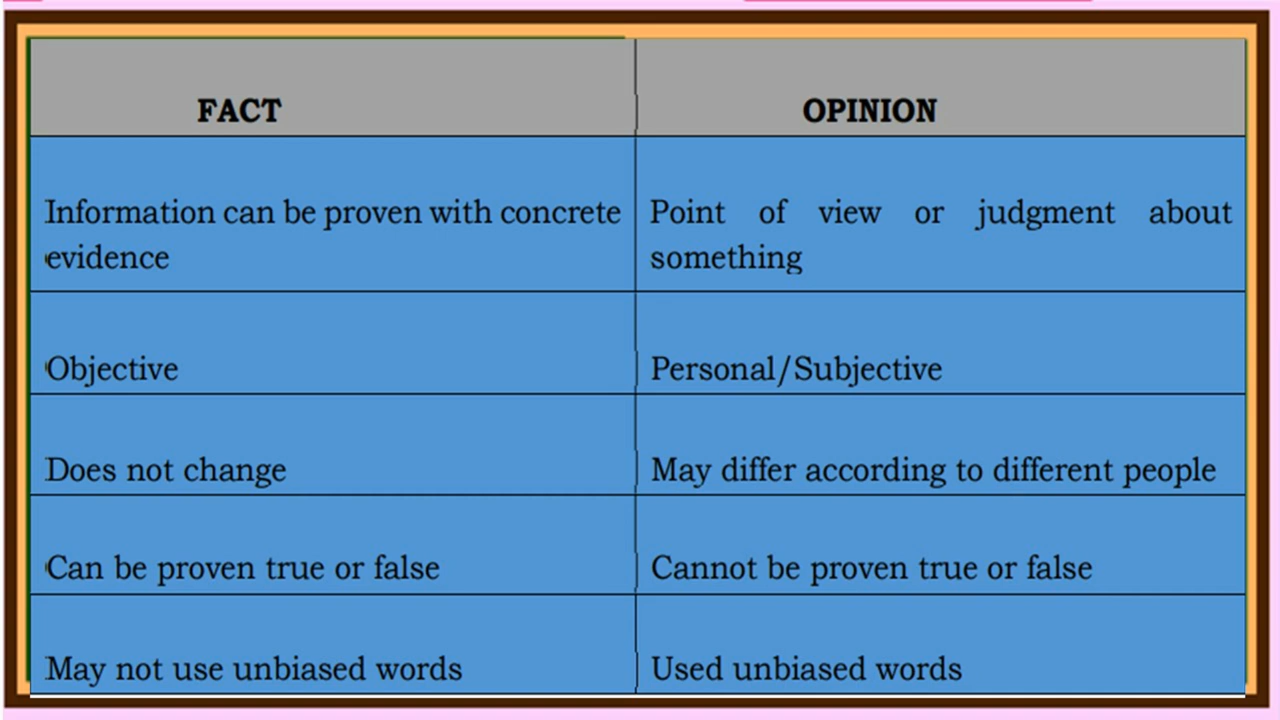 FACT
OPINION
Information can be proven with concrete
evidence
Point of view or judgment about
something
Objective
Personal/Subjective
Does not change
May differ according to different people
Can be proven true or false
Cannot be proven true or false
May not use unbiased words
Used unbiased words